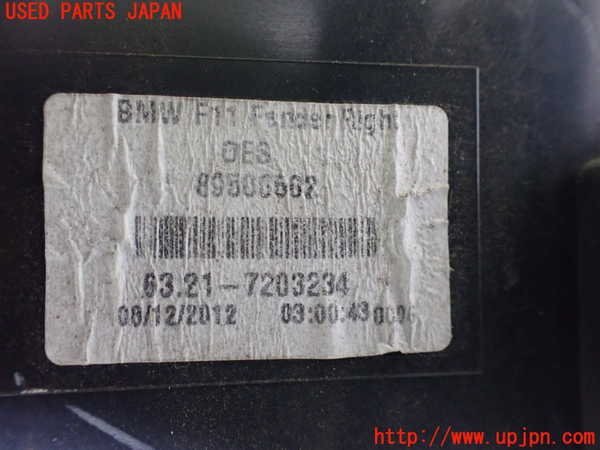 USED PARTS JAPAN
BMW F11 Fender Right
OES
89500662
63.21-7203234
08/12/2012 03:00:43
http://www.upjpn.com/